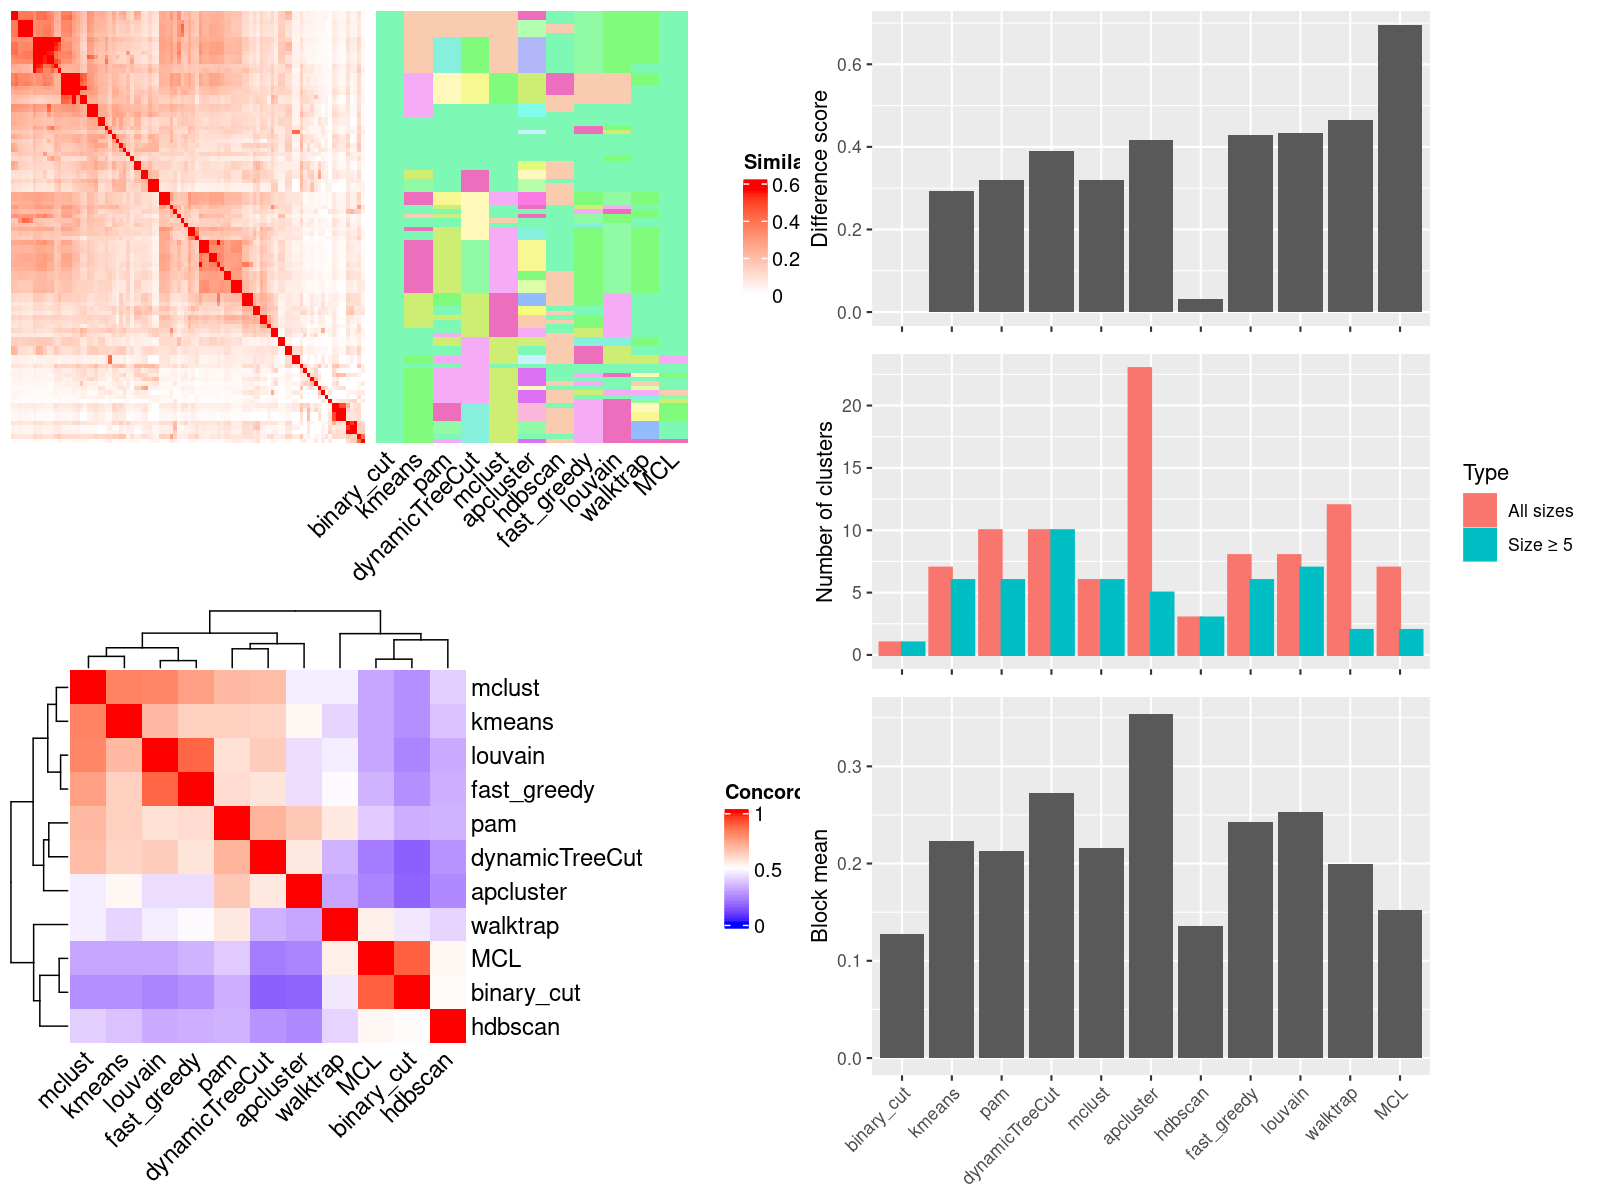 Simila
0.6
0.4
0.2
0
binary_cut
kmeans
pam
dynamicTreeCut
mclust
apcluster
hdbscan
fast_greedy
louvain
walktrap
MCL
Difference score
0.6
0.4
0.2
0.0
Number of clusters
20
15
10
5
0
Type
All sizes
Size ≥ 5
mclust
kmeans
louvain
fast_greedy
pam
dynamicTreeCut
apcluster
walktrap
MCL
binary_cut
hdbscan
mclust
kmeans
louvain
fast_greedy
pam
dynamicTreeCut
apcluster
walktrap
MCL
binary_cut
hdbscan
Concord
1
0.5
0
Block mean
0.3
0.2
0.1
0.0
binary_cut
kmeans
pam
dynamicTreeCut
mclust
apcluster
hdbscan
fast_greedy
louvain
walktrap
MCL